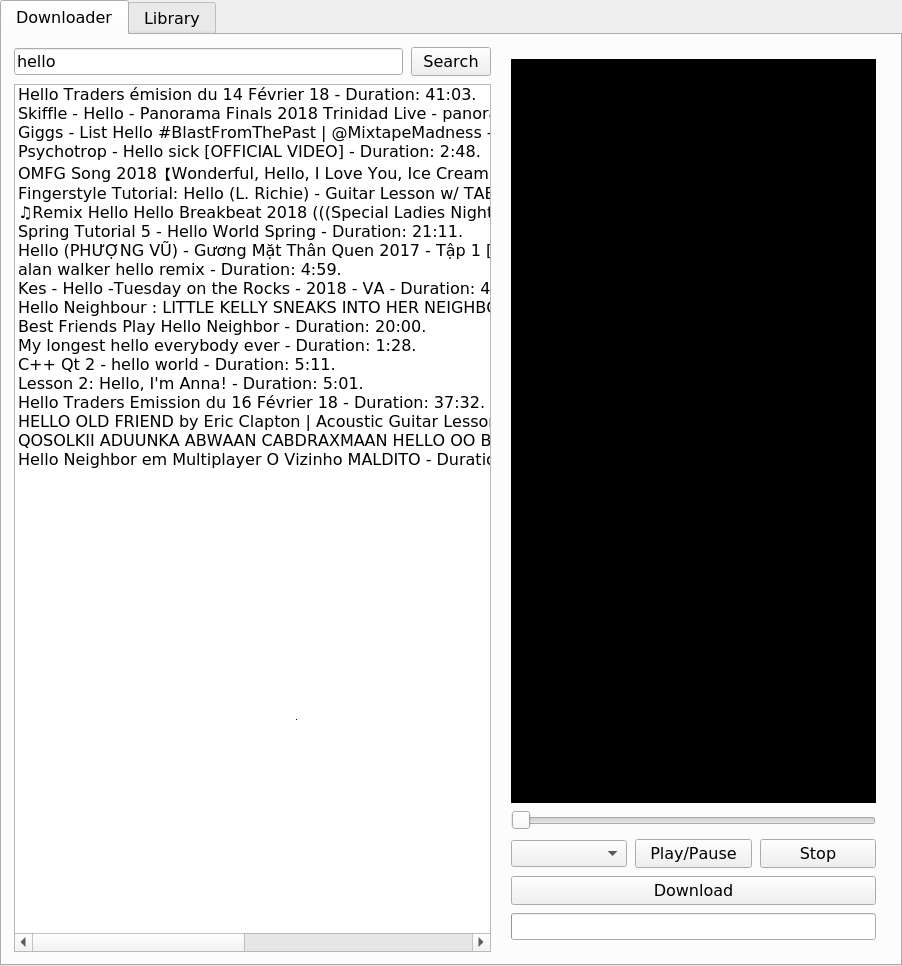 Downloader
Library
hello
Search
Hello Traders émision du 14 Février 18 - Duration: 41:03.
Skiffle - Hello - Panorama Finals 2018 Trinidad Live - panor
Giggs - List Hello #BlastFromThePast | @MixtapeMadness -
Psychotrop - Hello sick [OFFICIAL VIDEO] - Duration: 2:48.
OMFG Song 2018【Wonderful, Hello, I Love You, Ice Cream
Fingerstyle Tutorial: Hello (L. Richie) - Guitar Lesson w/ TAB
♫Remix Hello Hello Breakbeat 2018 (((Special Ladies Night
Spring Tutorial 5 - Hello World Spring - Duration: 21:11.
Hello (PHƯỢNG VŨ) - Gương Mặt Thân Quen 2017 - Tập 1 [
alan walker hello remix - Duration: 4:59.
Kes - Hello -Tuesday on the Rocks - 2018 - VA - Duration: 4
Hello Neighbour : LITTLE KELLY SNEAKS INTO HER NEIGHBO
Best Friends Play Hello Neighbor - Duration: 20:00.
My longest hello everybody ever - Duration: 1:28.
C++ Qt 2 - hello world - Duration: 5:11.
Lesson 2: Hello, I'm Anna! - Duration: 5:01.
Hello Traders Emission du 16 Février 18 - Duration: 37:32.
HELLO OLD FRIEND by Eric Clapton | Acoustic Guitar Lesso
QOSOLKII ADUUNKA ABWAAN CABDRAXMAAN HELLO OO B
Hello Neighbor em Multiplayer O Vizinho MALDITO - Duratio
Play/Pause
Stop
Download